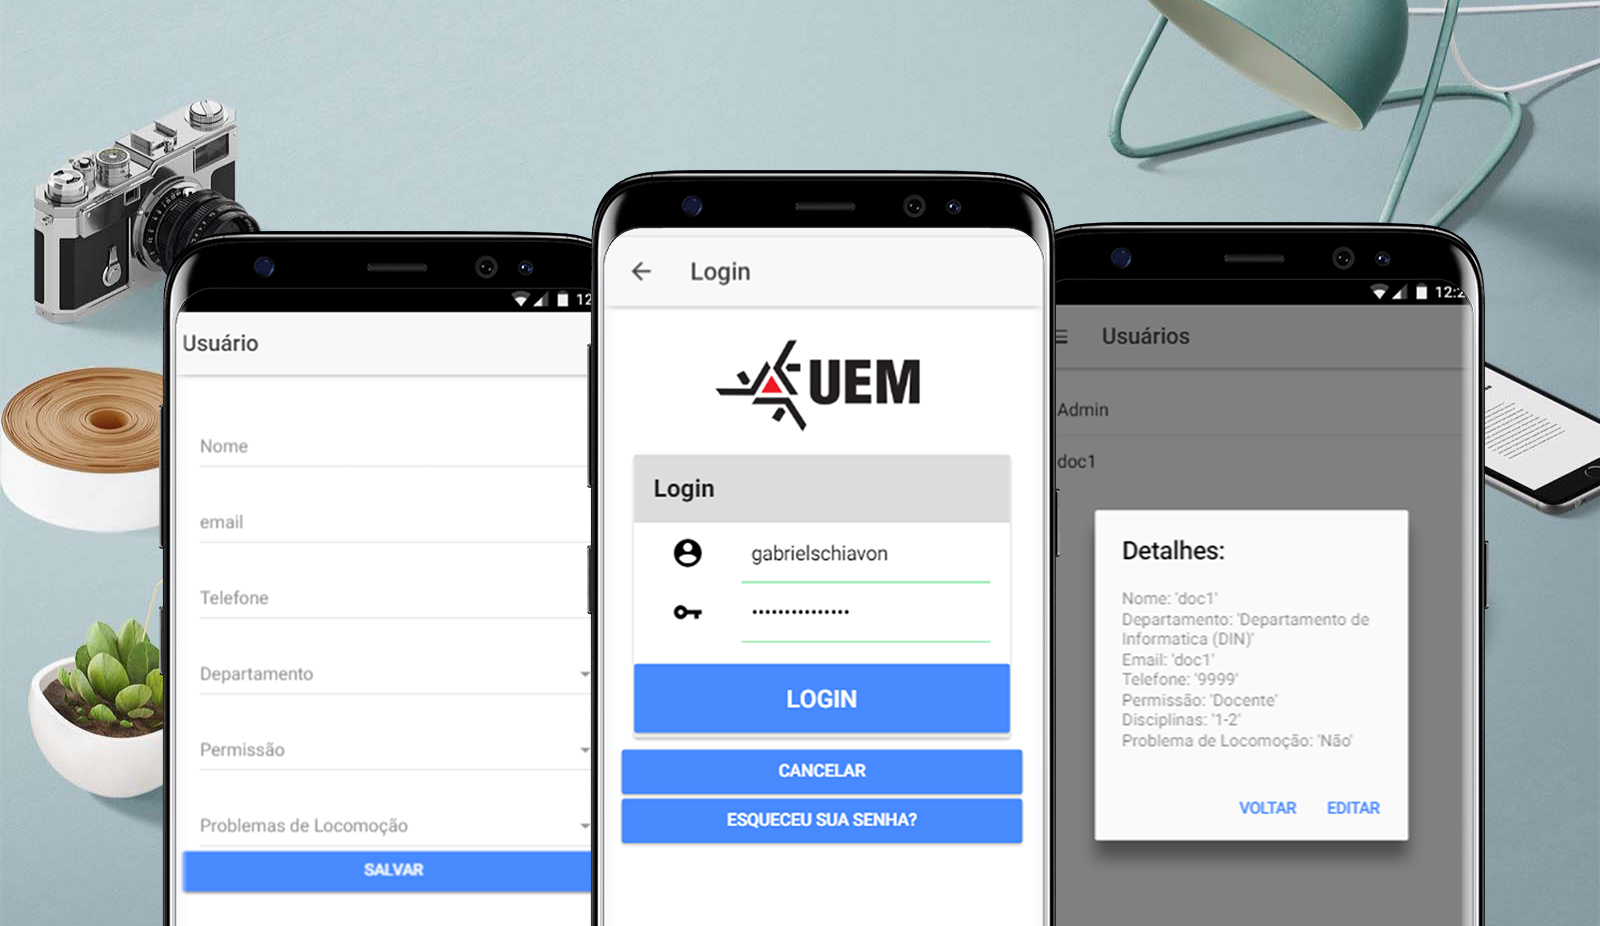 12
Usuário
Nome
email
Telefone
Departamento
Permissão
Problemas de Locomoção
SALVAR
Login
UEM
Login
gabrielschiavon
•••••••••••••••
LOGIN
CANCELAR
ESQUECEU SUA SENHA?
12:2
Usuários
Admin
doc1
Detalhes:
Nome: 'doc1'
Departamento: 'Departamento de
Informatica (DIN)'
Email: 'doc1'
Telefone: '9999'
Permissão: 'Docente'
Disciplinas: '1-2'
Problema de Locomoção: 'Não'
VOLTAR EDITAR